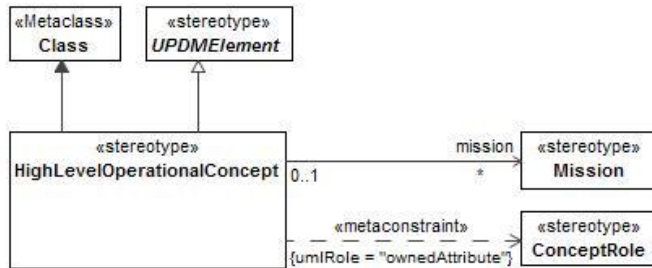 «Metaclass»
Class
«stereotype»
UPDMElement
«stereotype»
HighLevelOperationalConcept
mission
0..1
*
«stereotype»
Mission
«metaconstraint»
{umlRole = "ownedAttribute"}
«stereotype»
ConceptRole